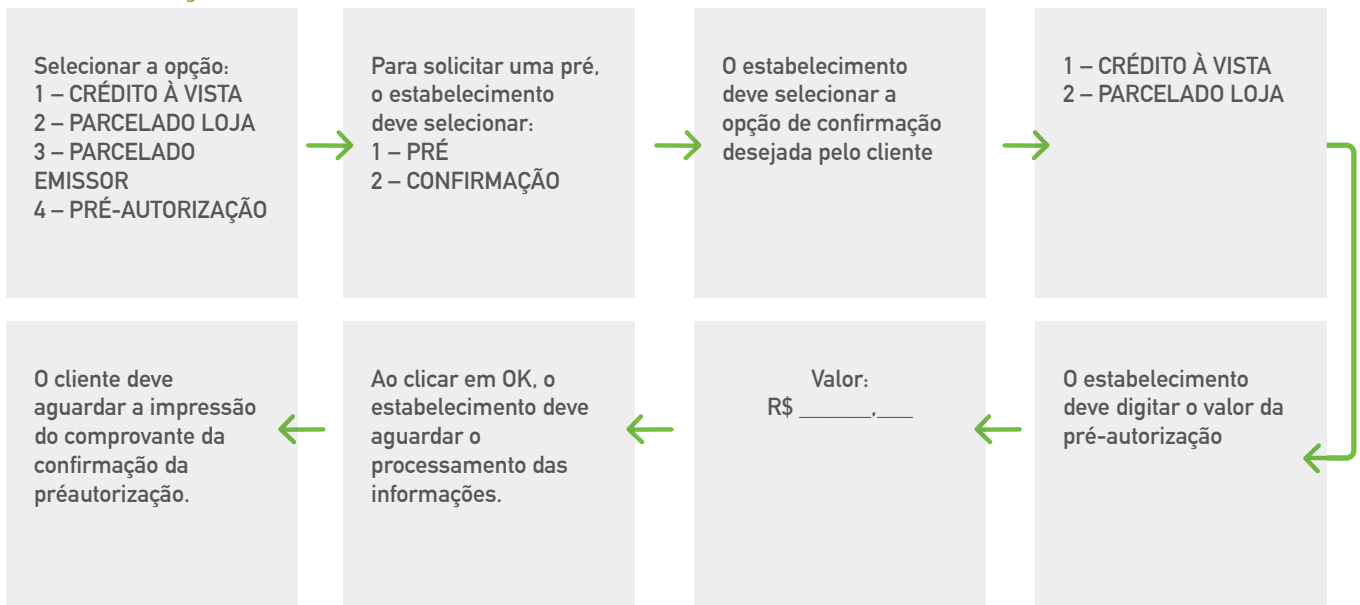 Selecionar a opção:
1 – CRÉDITO À VISTA
2 – PARCELADO LOJA
3 – PARCELADO
EMISSOR
4 – PRÉ-AUTORIZAÇÃO
Para solicitar uma pré,
o estabelecimento
deve selecionar:
1 – PRÉ
2 – CONFIRMAÇÃO
O estabelecimento
deve selecionar a
opção de confirmação
desejada pelo cliente
1 – CRÉDITO À VISTA
2 – PARCELADO LOJA
O estabelecimento
deve digitar o valor da
pré-autorização
Valor:
R$ ______,___
Ao clicar em OK, o
estabelecimento deve
aguardar o
processamento das
informações.
O cliente deve
aguardar a impressão
do comprovante da
confirmação da
préautorização.